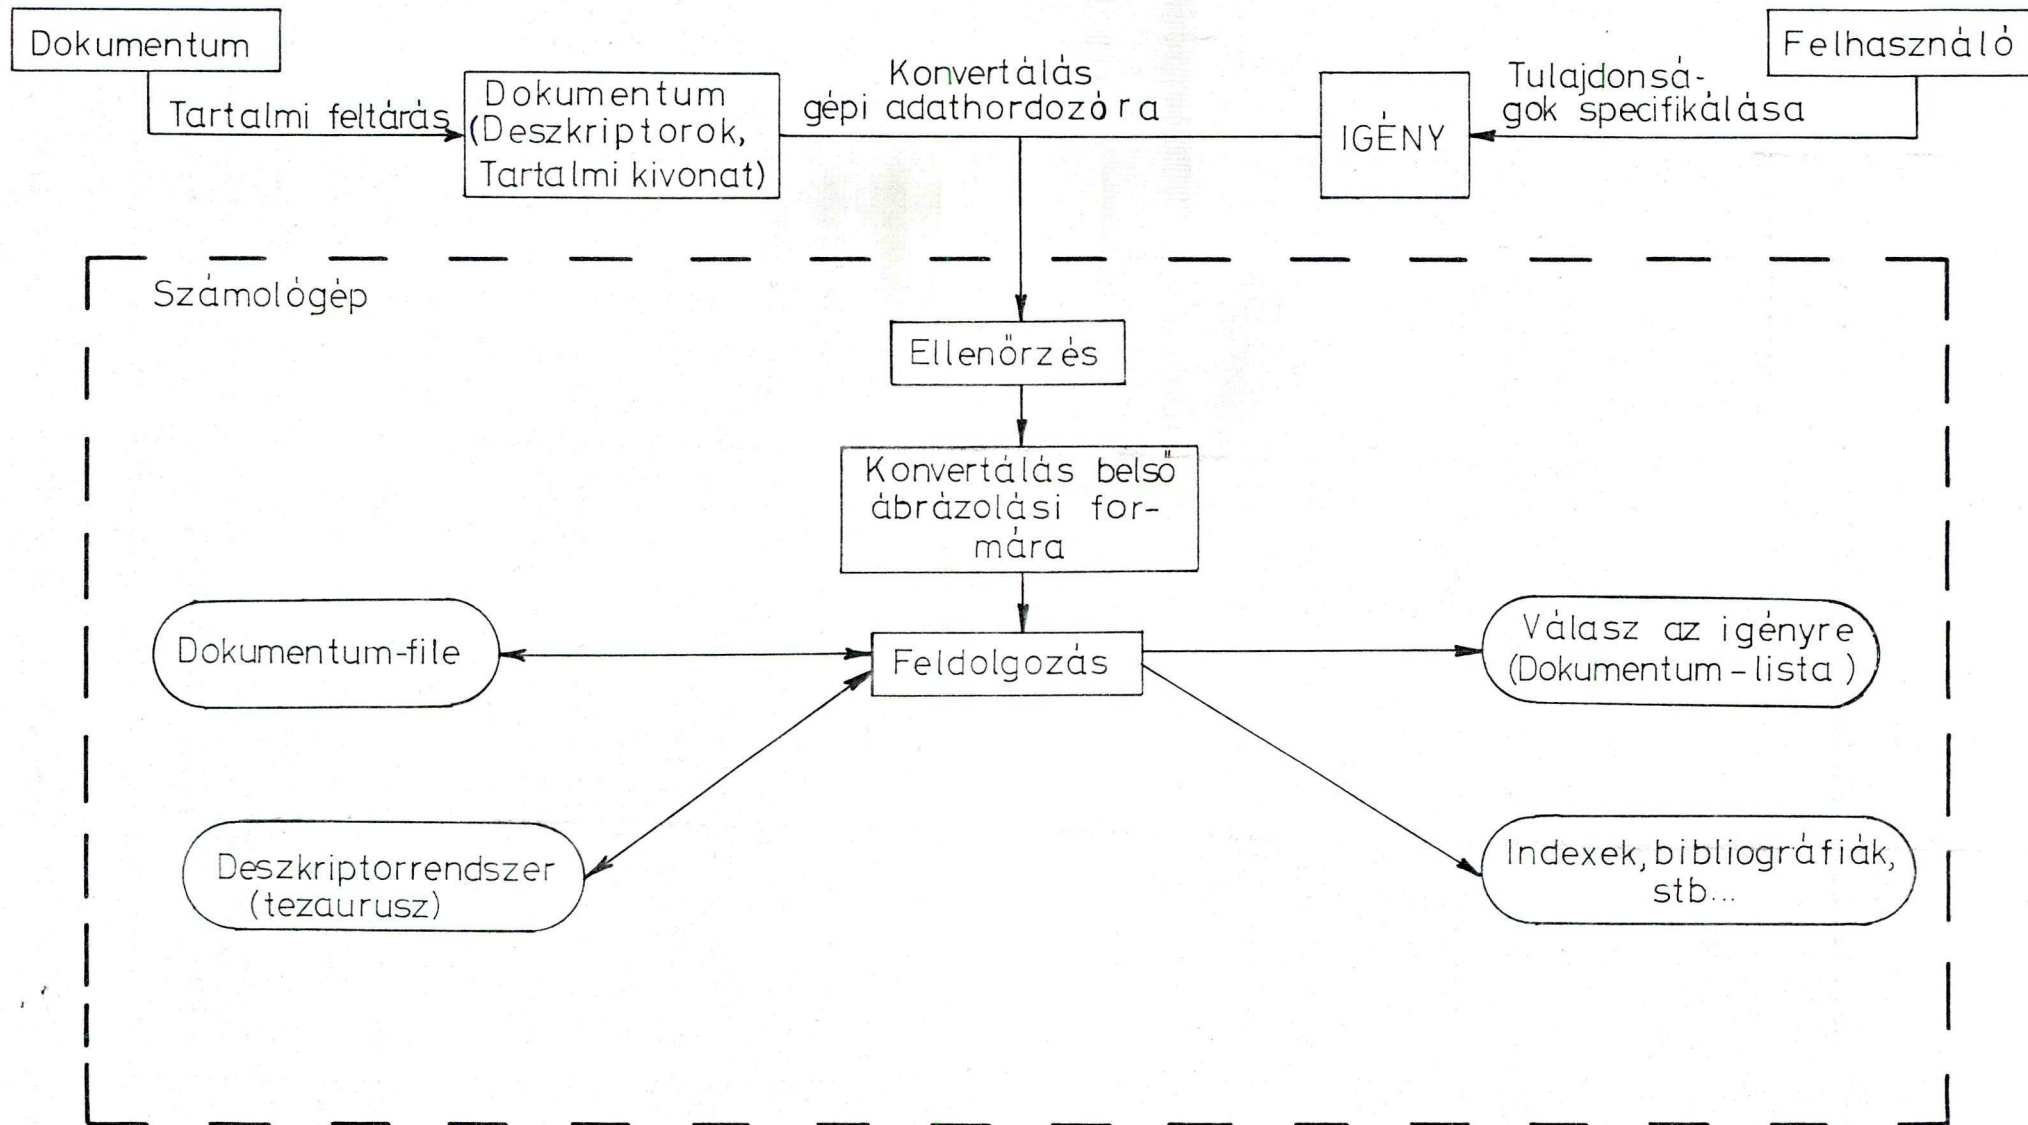 Dokumentum
Felhasználó
Tartalmi feltárás
Dokumentum
(Deszkriptorok,
Tartalmi kivonat)
Konvertálás
gépi adathordozóra
IGÉNY
Tulajdonsá-
gok specifikálása
Számológép
Ellenőrzés
Konvertálás belső
ábrázolási for-
mára
Dokumentum-file
Feldolgozás
Válasz az igényre
(Dokumentum-lista)
Deszkriptorrendszer
(tezaurusz)
Indexek, bibliográfiák,
stb...